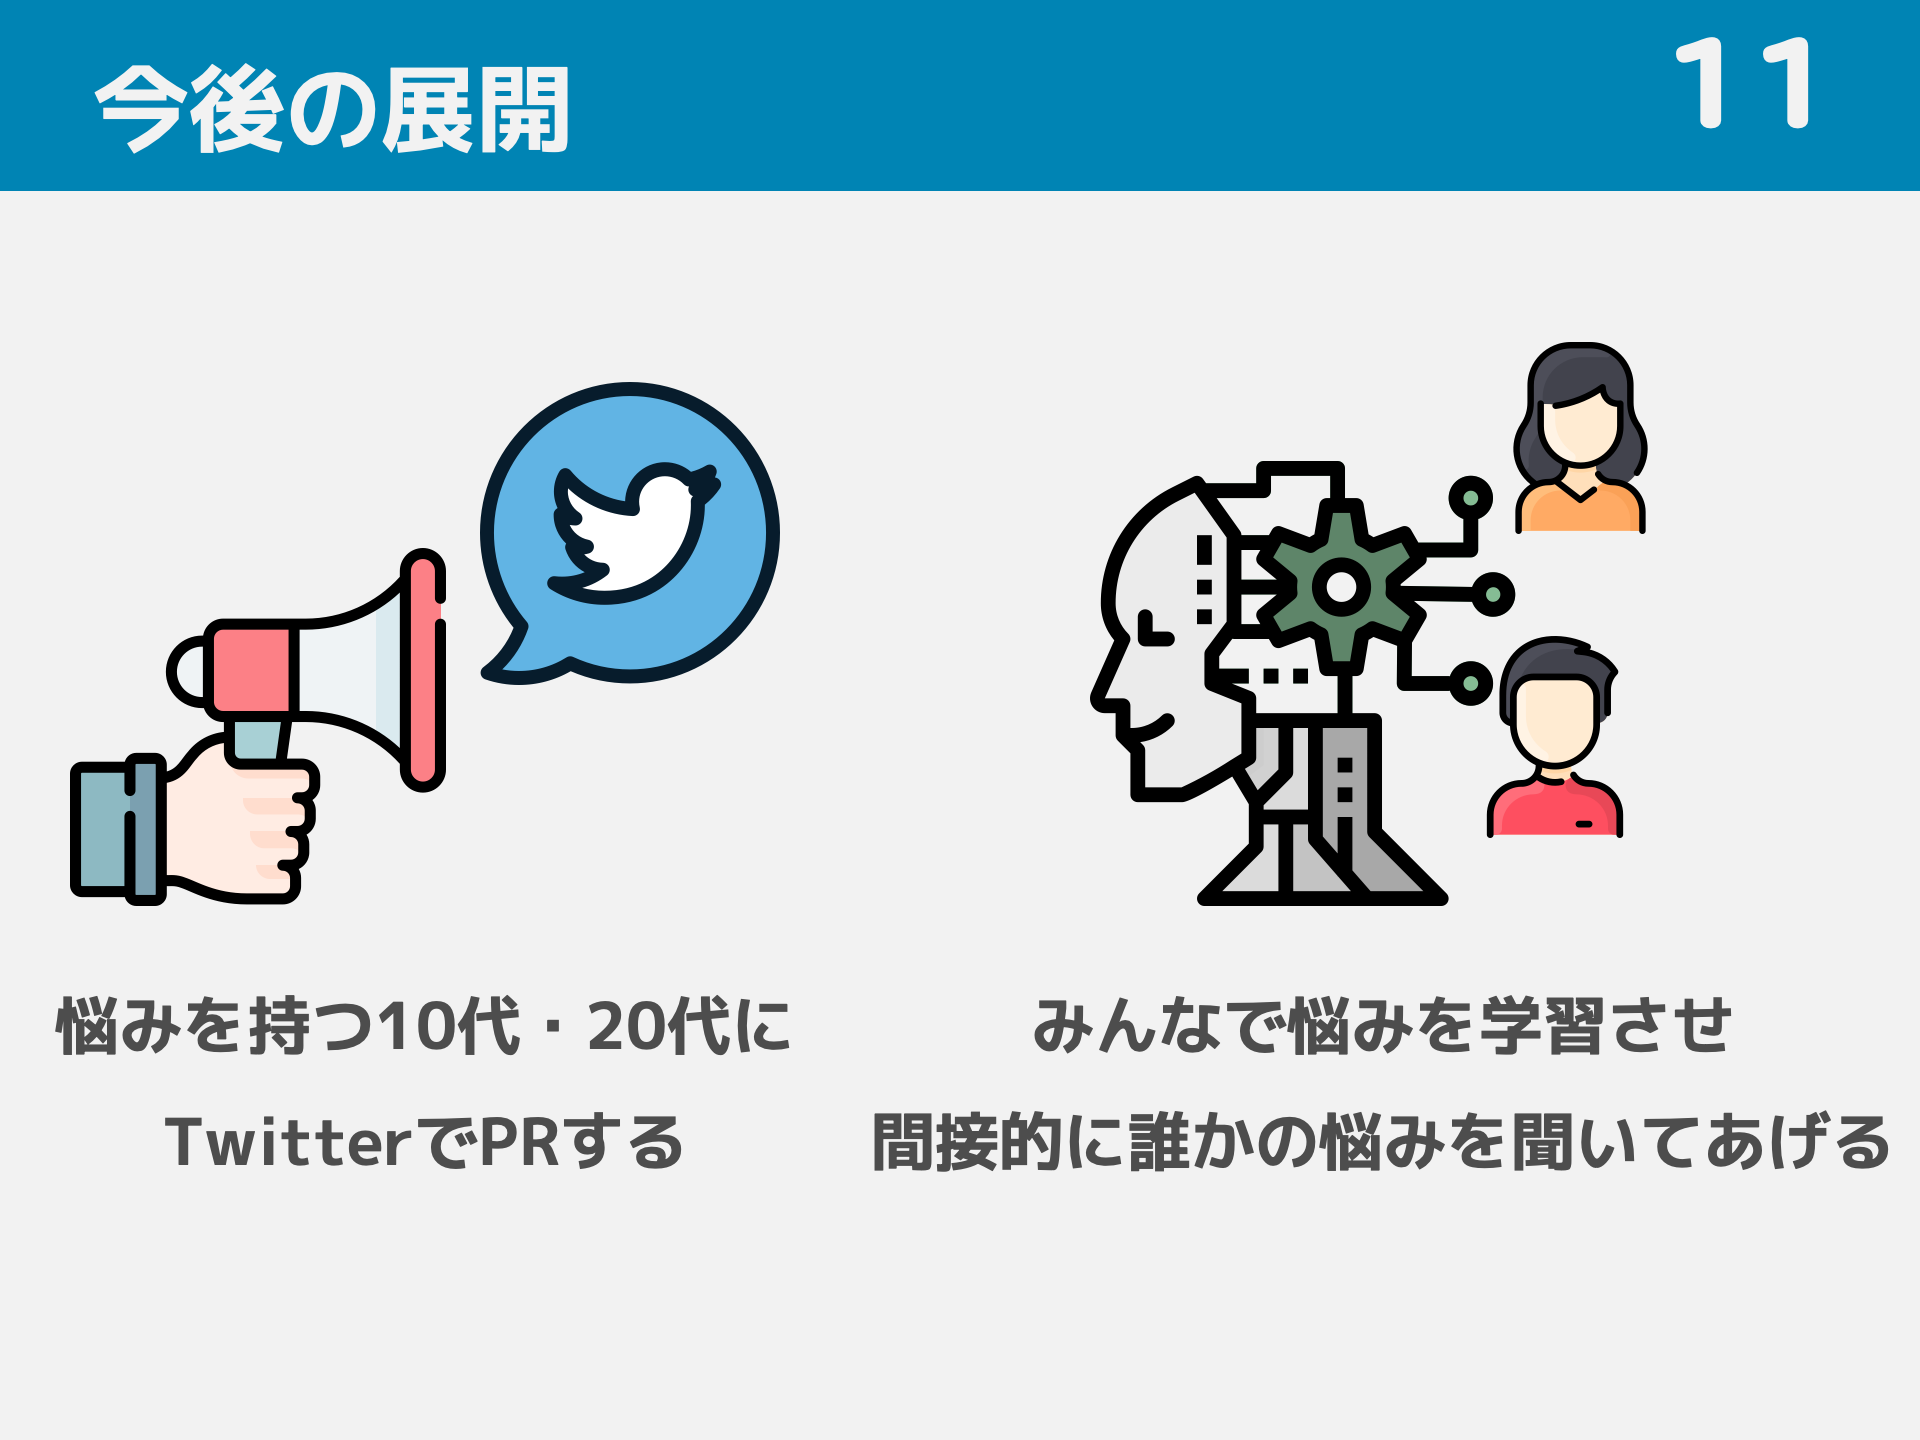 今後の展開
11
悩みを持つ10代・20代に
TwitterでPRする
みんなで悩みを学習させ
間接的に誰かの悩みを聞いてあげる